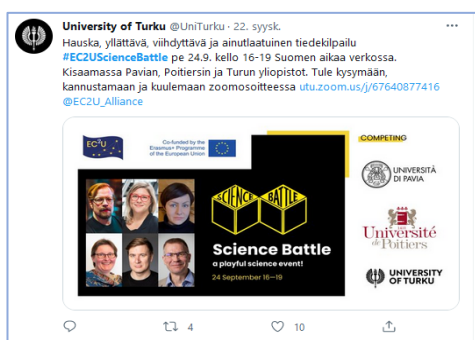 University of Turku @UniTurku · 22. syysk.
Hauska, yllättävä, viihdyttävä ja ainutlaatuinen tiedekilpailu
#EC2UScienceBattle pe 24.9. kello 16-19 Suomen aikaa verkossa.
Kisaamassa Pavian, Poitiersin ja Turun yliopistot. Tule kysymään,
kannustamaan ja kuulemaan zoomosoitteessa utu.zoom.us/j/67640877416
@EC2U_Alliance
EC²U
Co-funded by the
Erasmus+ Programme
of the European Union
COMPETING
UNIVERSITÀ
DI PAVIA
SCIENCE BATTLE
Science Battle
a playful science event!
24 September 16–19
Université
de Poitiers
UNIVERSITY
OF TURKU
4
10